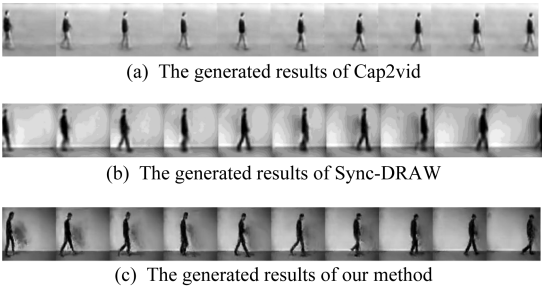 (a) The generated results of Cap2vid
(b) The generated results of Sync-DRAW
(c) The generated results of our method